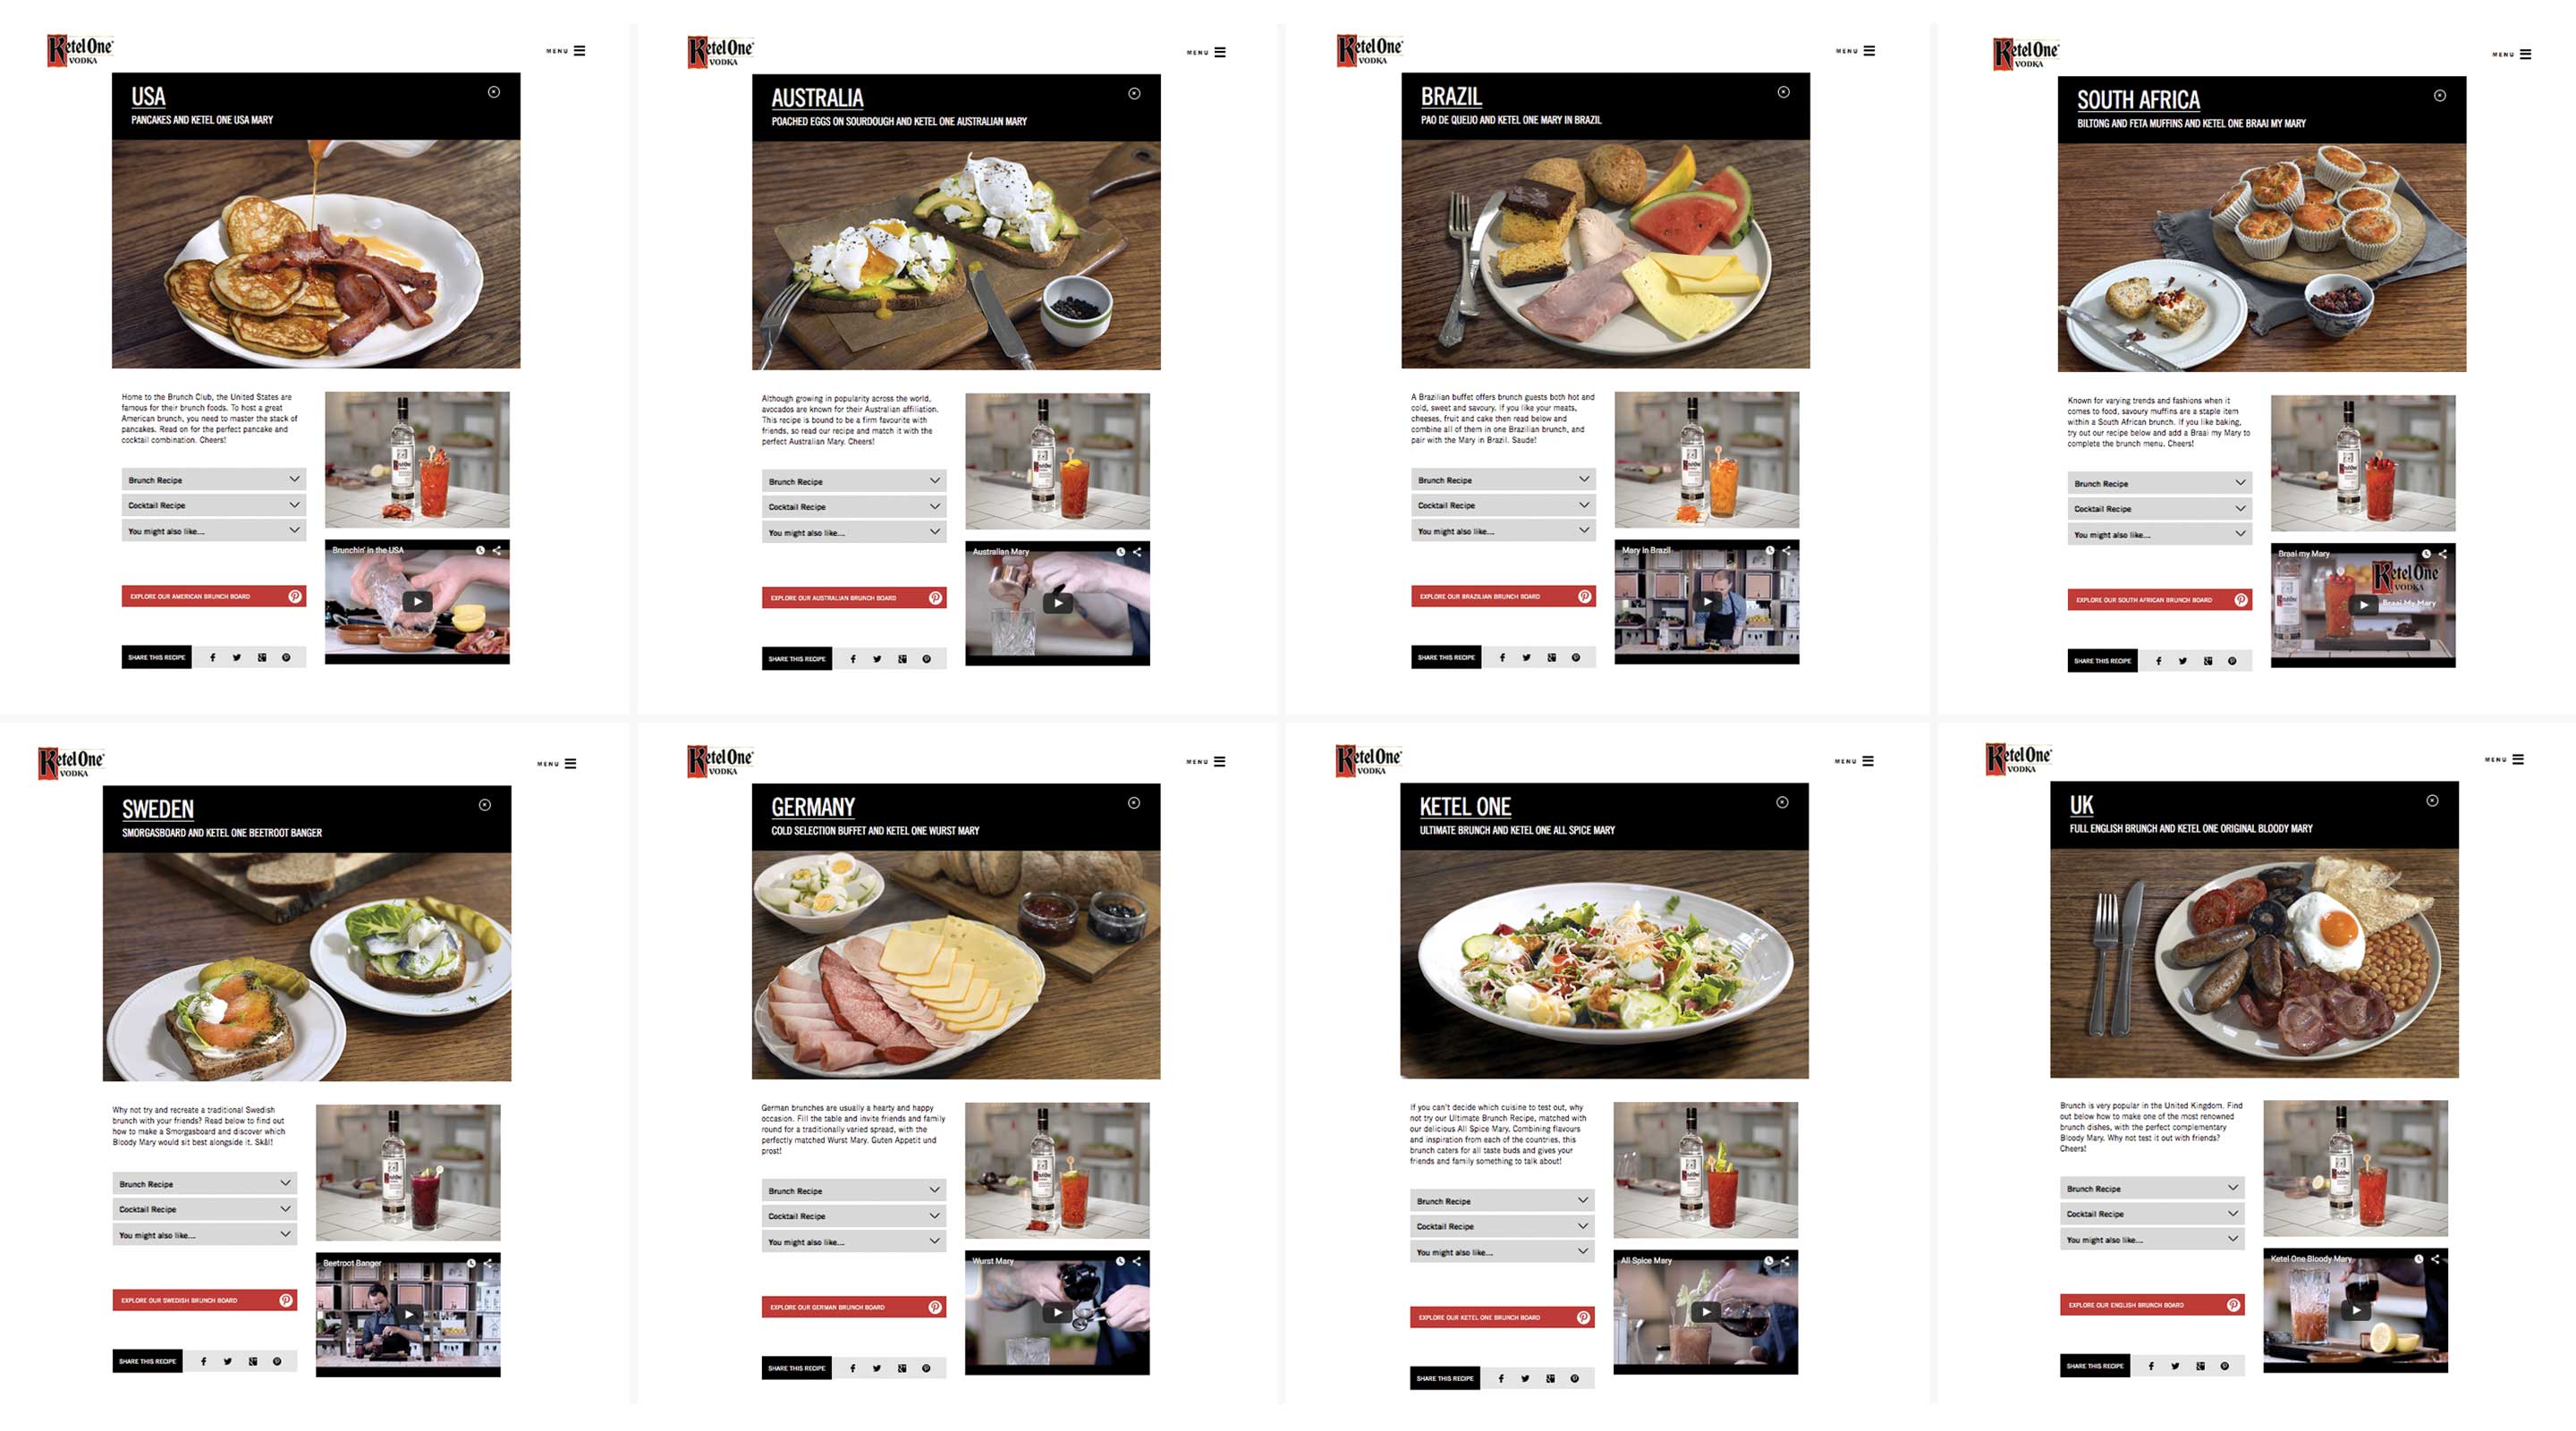 Ketel One®
VODKA
MENU
USA
PANCAKES AND KETEL ONE USA MARY
Home to the Brunch Club, the United States are
famous for their brunch foods. To host a great
American brunch, you need to master the stack of
pancakes. Read on for the perfect pancake and
cocktail combination. Cheers!
Brunch Recipe
Cocktail Recipe
You might also like...
EXPLORE OUR AMERICAN BRUNCH BOARD
SHARE THIS RECIPE
Brunchin' in the USA
Ketel One®
VODKA
MENU
AUSTRALIA
POACHED EGGS ON SOURDOUGH AND KETEL ONE AUSTRALIAN MARY
Although growing in popularity across the world,
avocados are known for their Australian affiliation.
This recipe is bound to be a firm favourite with
friends, so read our recipe and match it with the
perfect Australian Mary. Cheers!
Brunch Recipe
Cocktail Recipe
You might also like...
EXPLORE OUR AUSTRALIAN BRUNCH BOARD
SHARE THIS RECIPE
Australian Mary
Ketel One®
VODKA
MENU
BRAZIL
PAO DE QUEIJO AND KETEL ONE MARY IN BRAZIL
A Brazilian buffet offers brunch guests both hot and
cold, sweet and savoury. If you like your meats,
cheeses, fruit and cake then read below and
combine all of them in one Brazilian brunch, and
pair with the Mary in Brazil. Saude!
Brunch Recipe
Cocktail Recipe
You might also like...
EXPLORE OUR BRAZILIAN BRUNCH BOARD
SHARE THIS RECIPE
Mary in Brazil
Ketel One®
VODKA
MENU
SOUTH AFRICA
BILTONG AND FETA MUFFINS AND KETEL ONE BRAAI MY MARY
Known for varying trends and fashions when it
comes to food, savoury muffins are a staple item
within a South African brunch. If you like baking,
try out our recipe below and add a Braai my Mary to
complete the brunch menu. Cheers!
Brunch Recipe
Cocktail Recipe
You might also like...
EXPLORE OUR SOUTH AFRICAN BRUNCH BOARD
SHARE THIS RECIPE
Braai my Mary
Ketel One
VODKA
Braai My Mary
Ketel One®
VODKA
MENU
SWEDEN
SMORGASBOARD AND KETEL ONE BEETROOT BANGER
Why not try and recreate a traditional Swedish
brunch with your friends? Read below to find out
how to make a Smorgasboard and discover which
Bloody Mary would sit best alongside it. Skål!
Brunch Recipe
Cocktail Recipe
You might also like...
EXPLORE OUR SWEDISH BRUNCH BOARD
SHARE THIS RECIPE
Beetroot Banger
Ketel One®
VODKA
MENU
GERMANY
COLD SELECTION BUFFET AND KETEL ONE WURST MARY
German brunches are usually a hearty and happy
occasion. Fill the table and invite friends and family
round for a traditionally varied spread, with the
perfectly matched Wurst Mary. Guten Appetit und
prost!
Brunch Recipe
Cocktail Recipe
You might also like...
EXPLORE OUR GERMAN BRUNCH BOARD
SHARE THIS RECIPE
Wurst Mary
Ketel One®
VODKA
MENU
KETEL ONE
ULTIMATE BRUNCH AND KETEL ONE ALL SPICE MARY
If you can't decide which cuisine to test out, why
not try our Ultimate Brunch Recipe, matched with
our delicious All Spice Mary. Combining flavours
and inspiration from each of the countries, this
brunch caters for all taste buds and gives your
friends and family something to talk about!
Brunch Recipe
Cocktail Recipe
You might also like...
EXPLORE OUR KETEL ONE BRUNCH BOARD
SHARE THIS RECIPE
All Spice Mary
Ketel One®
VODKA
MENU
UK
FULL ENGLISH BRUNCH AND KETEL ONE ORIGINAL BLOODY MARY
Brunch is very popular in the United Kingdom. Find
out below how to make one of the most renowned
brunch dishes, with the perfect complementary
Bloody Mary. Why not test it out with friends?
Cheers!
Brunch Recipe
Cocktail Recipe
You might also like...
EXPLORE OUR ENGLISH BRUNCH BOARD
SHARE THIS RECIPE
Ketel One Bloody Mary